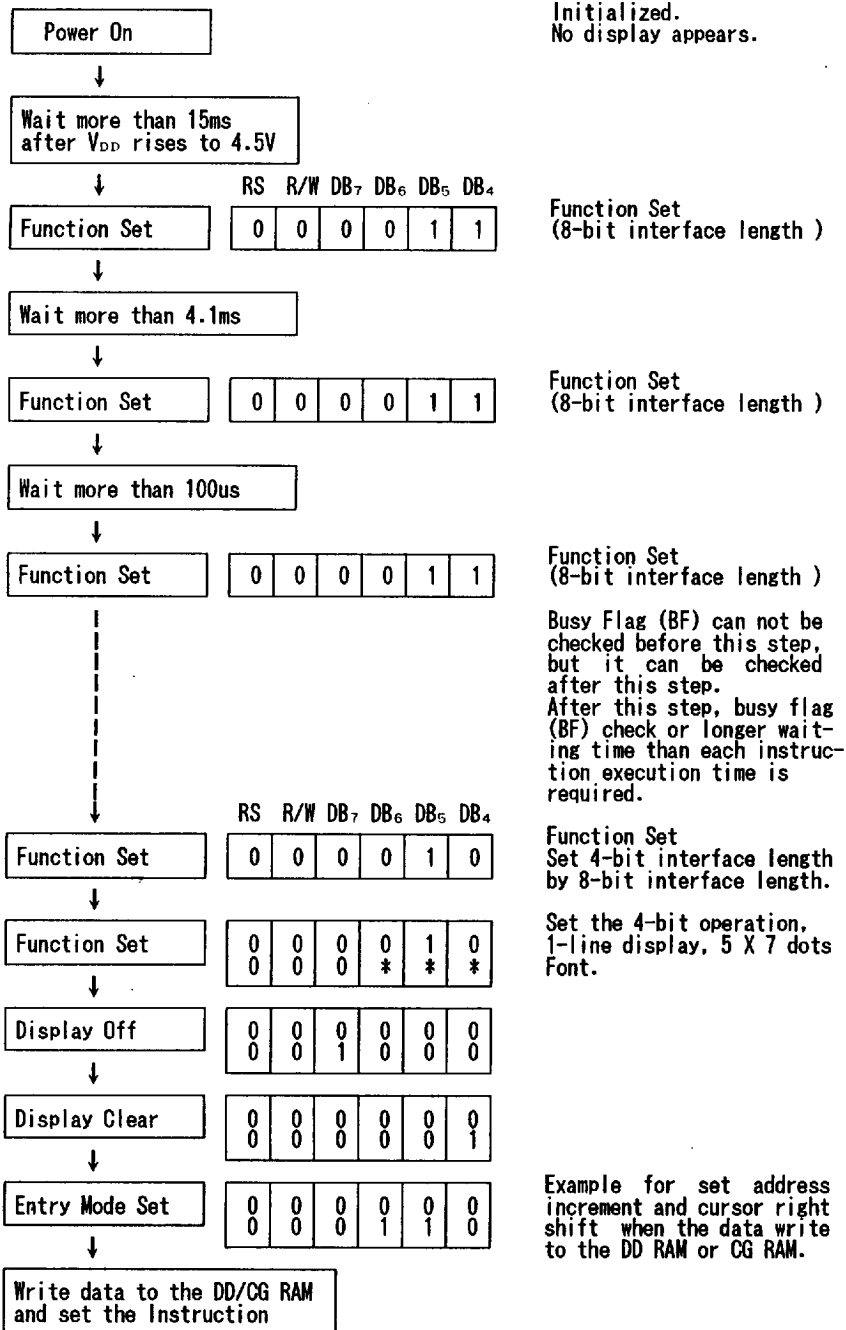 Initialized.
Power On
No display appears.
↓
Wait more than 15ms
after VDD rises to 4.5V
↓
RS R/W DB7 DB6 DB5 DB4
Function Set
0 0 0 0 1 1
Function Set
(8-bit interface length )
↓
Wait more than 4.1ms
↓
Function Set
0 0 0 0 1 1
Function Set
(8-bit interface length )
↓
Wait more than 100us
↓
Function Set
0 0 0 0 1 1
Function Set
(8-bit interface length )
Busy Flag (BF) can not be
checked before this step,
but it can be checked
after this step.
After this step, busy flag
(BF) check or longer wait-
ing time than each instruc-
tion execution time is
required.
RS R/W DB7 DB6 DB5 DB4
Function Set
0 0 0 0 1 0
Function Set
Set 4-bit interface length
by 8-bit interface length.
↓
Function Set
0 0 0 0 1 0
0 0 0 * * *
Set the 4-bit operation,
1-line display, 5 X 7 dots
Font.
↓
Display Off
0 0 0 0 0 0
0 0 1 0 0 0
↓
Display Clear
0 0 0 0 0 0
0 0 0 0 0 1
↓
Entry Mode Set
0 0 0 0 0 0
0 0 0 1 1 0
Example for set address
increment and cursor right
shift when the data write
to the DD RAM or CG RAM.
↓
Write data to the DD/CG RAM
and set the Instruction